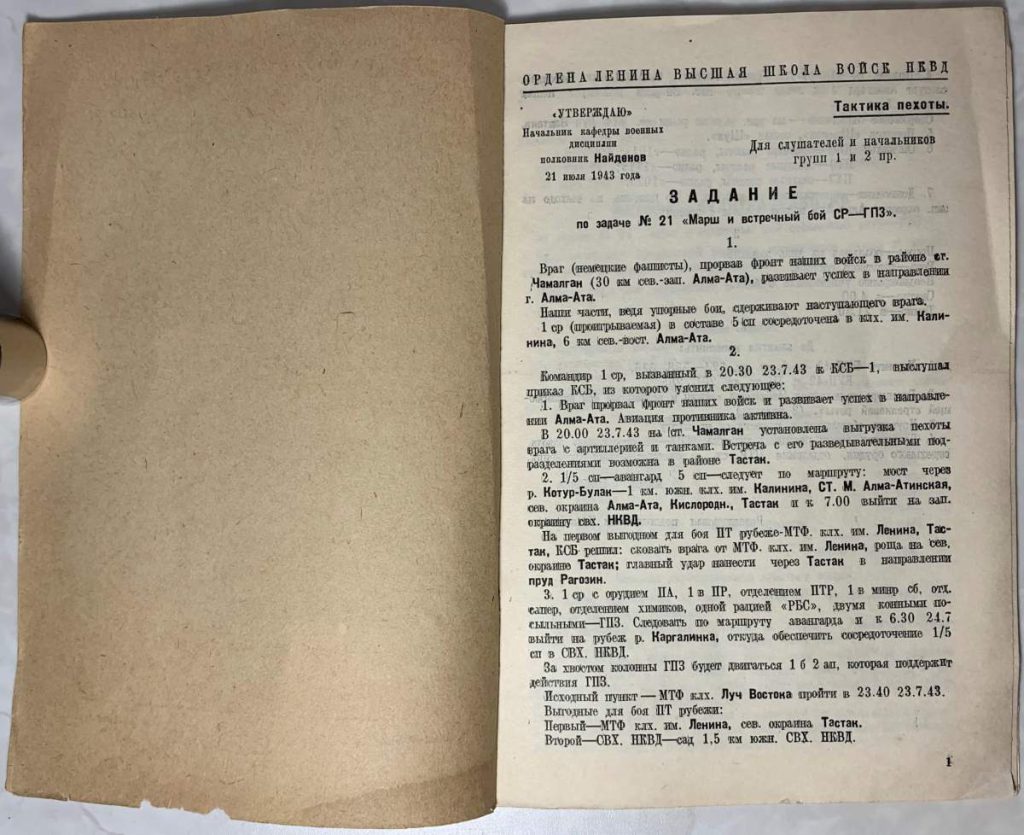 ОРДЕНА ЛЕНИНА ВЫСШАЯ ШКОЛА ВОЙСК НКВД
«УТВЕРЖДАЮ»
Начальник кафедры военных
дисциплин
полковник Найденов
21 июля 1943 года
Тактика пехоты.
Для слушателей и начальников
групп 1 и 2 пр.
ЗАДАНИЕ
по задаче № 21 «Марш и встречный бой СР—ГПЗ».
1.
Враг (немецкие фашисты), прорвав фронт наших войск в районе ст.
Чамалган (30 км сев.-зап. Алма-Ата), развивает успех в направлении
г. Алма-Ата.
Наши части, ведя упорные бои, сдерживают наступающего врага.
1 ср (проигрываемая) в составе 5 сп сосредоточена в клх. им. Кали-
нина, 6 км сев.-вост. Алма-Ата.
2.
Командир 1 ср, вызванный в 20.30 23.7.43 к КСБ—1, выслушал
приказ КСБ, из которого уяснил следующее:
1. Враг прорвал фронт наших войск и развивает успех в направле-
нии Алма-Ата. Авиация противника активна.
В 20.00 23.7.43 на ст. Чамалган установлена выгрузка пехоты
врага с артиллерией и танками. Встреча с его разведывательными под-
разделениями возможна в районе Тастак.
2. 1/5 сп—авангард 5 сп—следует по маршруту: мост через
р. Котур-Булак—1 км. южн. клх. им. Калинина, СТ. М. Алма-Атинская,
сев. окраина Алма-Ата, Кислородн., Тастак и к 7.00 выйти на зап.
окраину свх. НКВД.
На первом выгодном для боя ПТ рубеже-МТФ. клх. им. Ленина, Тас-
так, КСБ решил: сковать врага от МТФ. клх. им. Ленина, роща на сев.
окраине Тастак; главный удар нанести через Тастак в направлении
пруд Рагозин.
3. 1 ср с орудием ПА, 1 в ПР, отделением ПТР, 1 в минр сб, отд.
сапер, отделением химиков, одной рацией «РБС», двумя конными по-
сыльными—ГПЗ. Следовать по маршруту авангарда и к 6.30 24.7
выйти на рубеж р. Каргалинка, откуда обеспечить сосредоточение 1/5
сп в СВХ. НКВД.
За хвостом колонны ГПЗ будет двигаться 1 б 2 ап, которая поддержит
действия ГПЗ.
Исходный пункт — МТФ клх. Луч Востока пройти в 23.40 23.7.43.
Выгодные для боя ПТ рубежи:
Первый—МТФ клх. им. Ленина, сев. окраина Тастак.
Второй—СВХ. НКВД—сад 1,5 км южн. СВХ. НКВД.
1